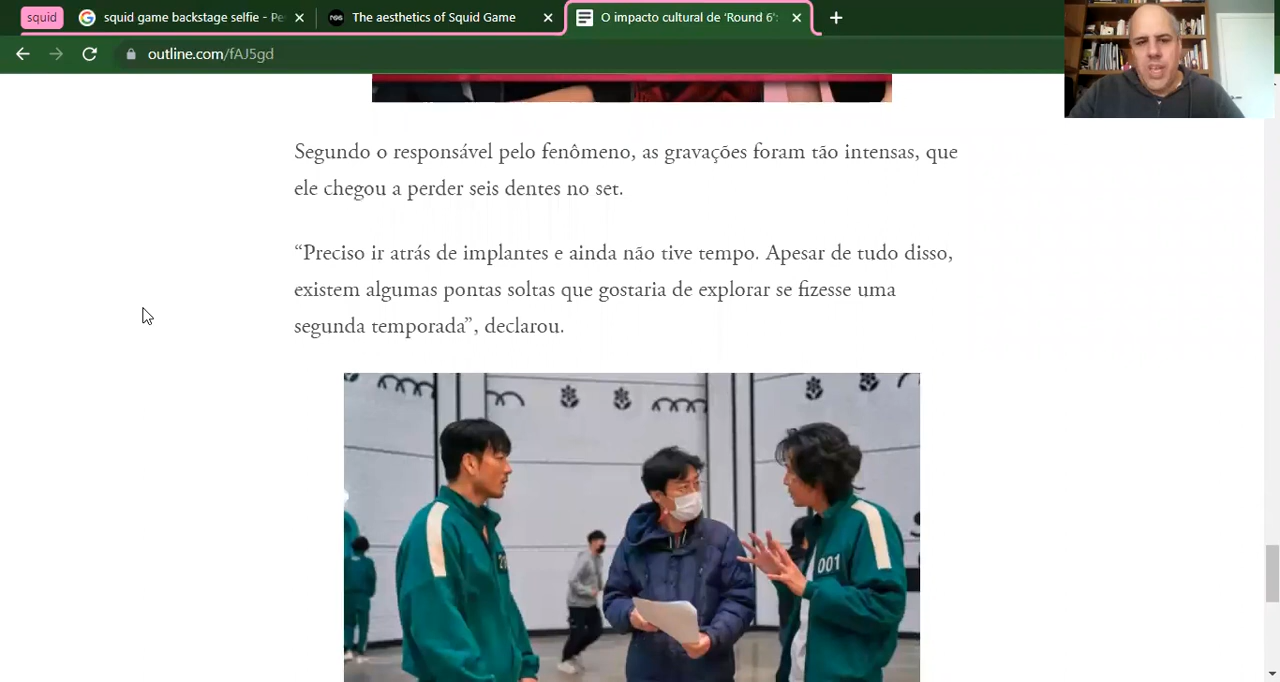 squid
squid game backstage selfie - Pe
The aesthetics of Squid Game
O impacto cultural de ‘Round 6’:
outline.com/fAJ5gd
Segundo o responsável pelo fenômeno, as gravações foram tão intensas, que
ele chegou a perder seis dentes no set.
“Preciso ir atrás de implantes e ainda não tive tempo. Apesar de tudo disso,
existem algumas pontas soltas que gostaria de explorar se fizesse uma
segunda temporada”, declarou.
001